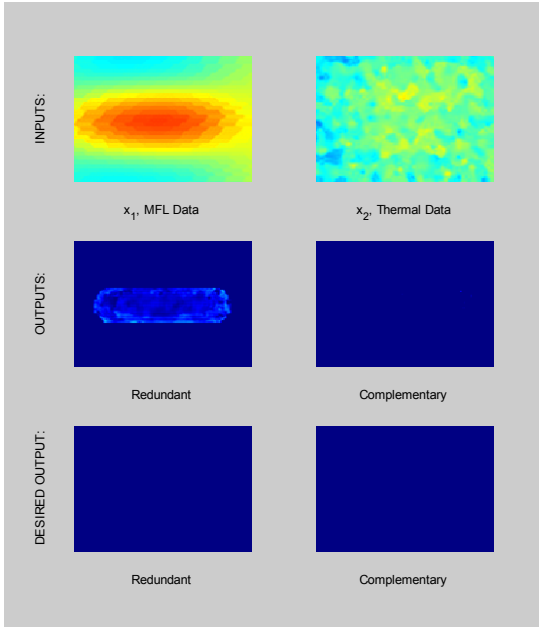 INPUTS:
x1, MFL Data
x2, Thermal Data
OUTPUTS:
Redundant
Complementary
DESIRED OUTPUT:
Redundant
Complementary